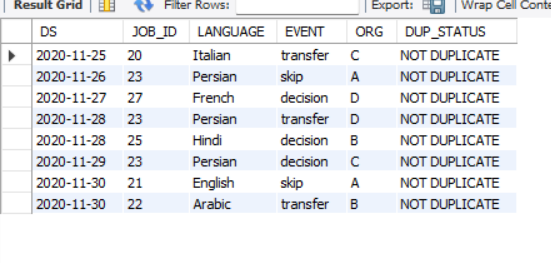 Result Grid Filter Rows: Export: Wrap Cell Conte
DS JOB_ID LANGUAGE EVENT ORG DUP_STATUS
2020-11-25 20 Italian transfer C NOT DUPLICATE
2020-11-26 23 Persian skip A NOT DUPLICATE
2020-11-27 27 French decision D NOT DUPLICATE
2020-11-28 23 Persian transfer D NOT DUPLICATE
2020-11-28 25 Hindi decision B NOT DUPLICATE
2020-11-29 23 Persian decision C NOT DUPLICATE
2020-11-30 21 English skip A NOT DUPLICATE
2020-11-30 22 Arabic transfer B NOT DUPLICATE